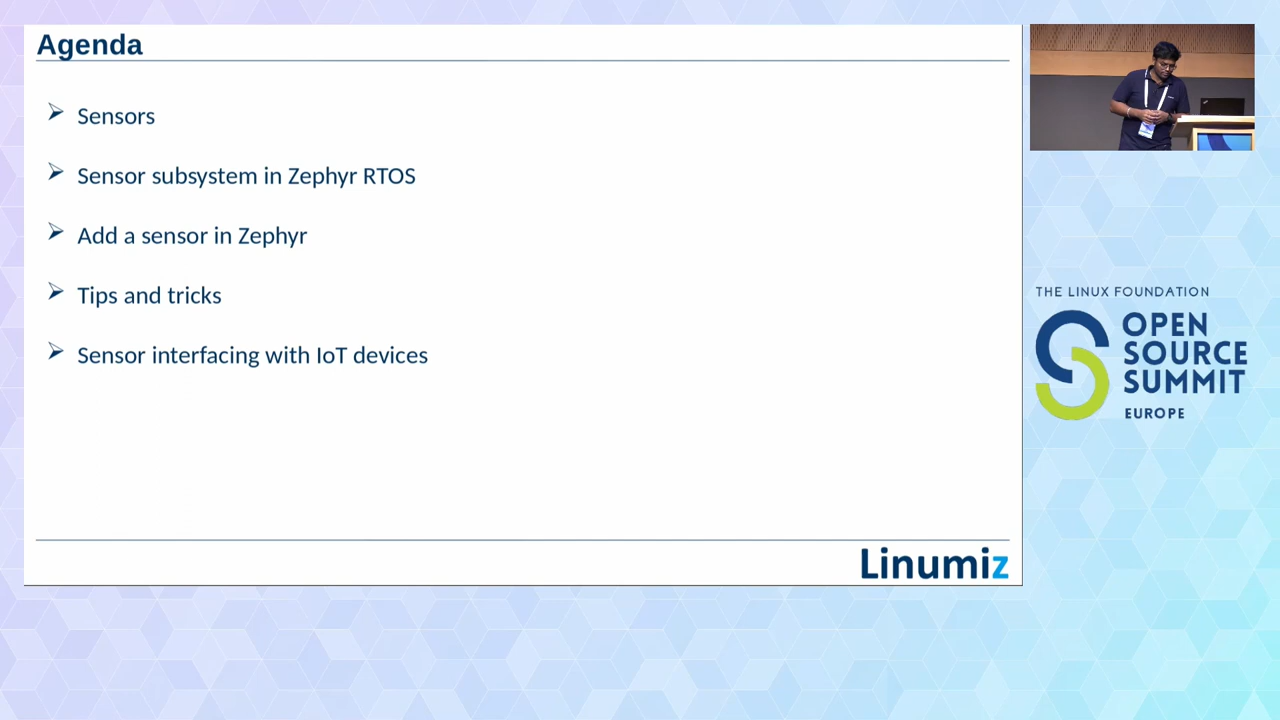 Agenda
Sensors
Sensor subsystem in Zephyr RTOS
Add a sensor in Zephyr
Tips and tricks
Sensor interfacing with IoT devices
Linumiz
THE LINUX FOUNDATION
OPEN
SOURCE
SUMMIT
EUROPE